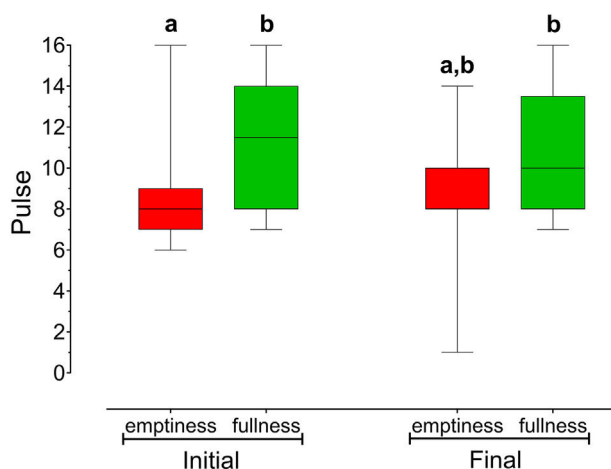 a
b
a,b
b
Pulse
16
14
12
10
8
6
4
2
0
emptiness fullness emptiness fullness
Initial Final